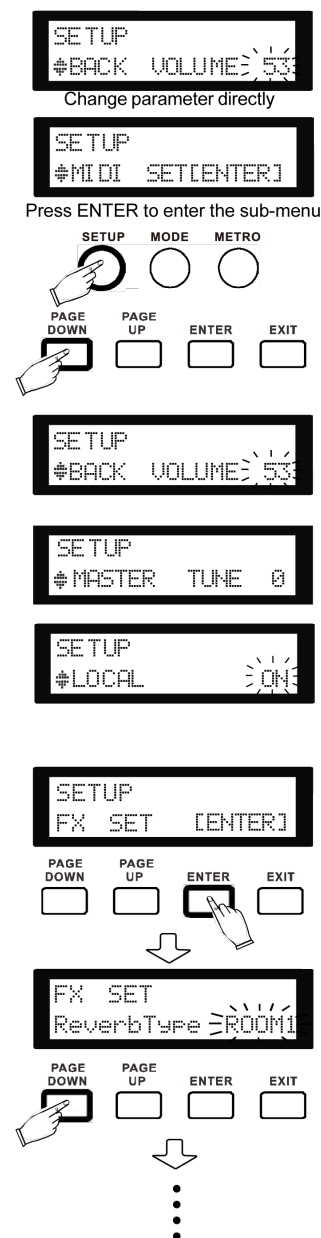 SETUP
BACK VOLUME 53
Change parameter directly
SETUP
MIDI SET[ENTER]
Press ENTER to enter the sub-menu
SETUP MODE METRO
PAGE DOWN PAGE UP ENTER EXIT
SETUP
BACK VOLUME 53
SETUP
MASTER TUNE 0
SETUP
LOCAL ON
SETUP
FX SET [ENTER]
PAGE DOWN PAGE UP ENTER EXIT
FX SET
ReverbType ROOM1
PAGE DOWN PAGE UP ENTER EXIT